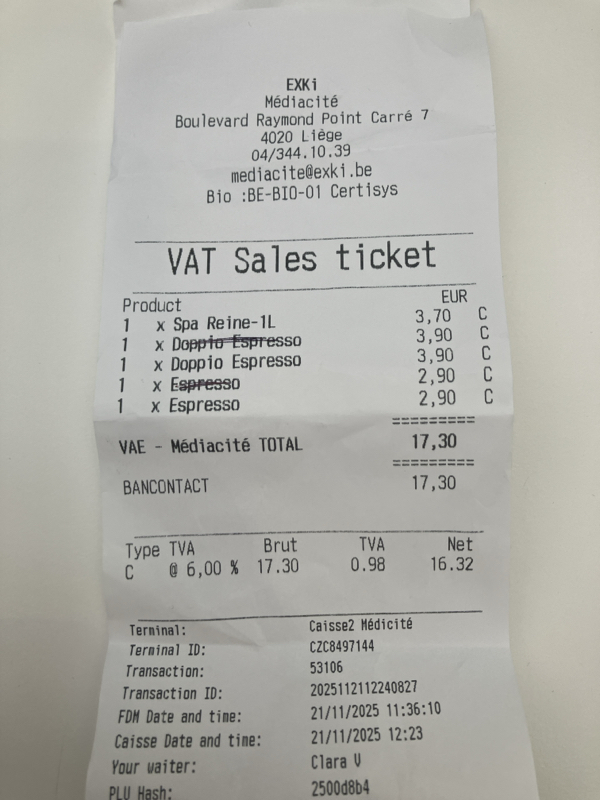 EXKi
Médiacité
Boulevard Raymond Point Carré 7
4020 Liège
04/344.10.39
mediacite@exki.be
Bio :BE-BIO-01 Certisys
VAT Sales ticket
Product EUR
1 x Spa Reine-1L 3,70 C
1 x Doppio Espresso 3,90 C
1 x Doppio Espresso 3,90 C
1 x Espresso 2,90 C
1 x Espresso 2,90 C
=========
VAE - Médiacité TOTAL 17,30
=========
BANCONTACT 17,30
Type TVA Brut TVA Net
C @ 6,00 % 17.30 0.98 16.32
Terminal: Caisse2 Médicité
Terminal ID: CZC8497144
Transaction: 53106
Transaction ID: 2025112112240827
FDM Date and time: 21/11/2025 11:36:10
Caisse Date and time: 21/11/2025 12:23
Your waiter: Clara V
PLU Hash: 2500d8b4